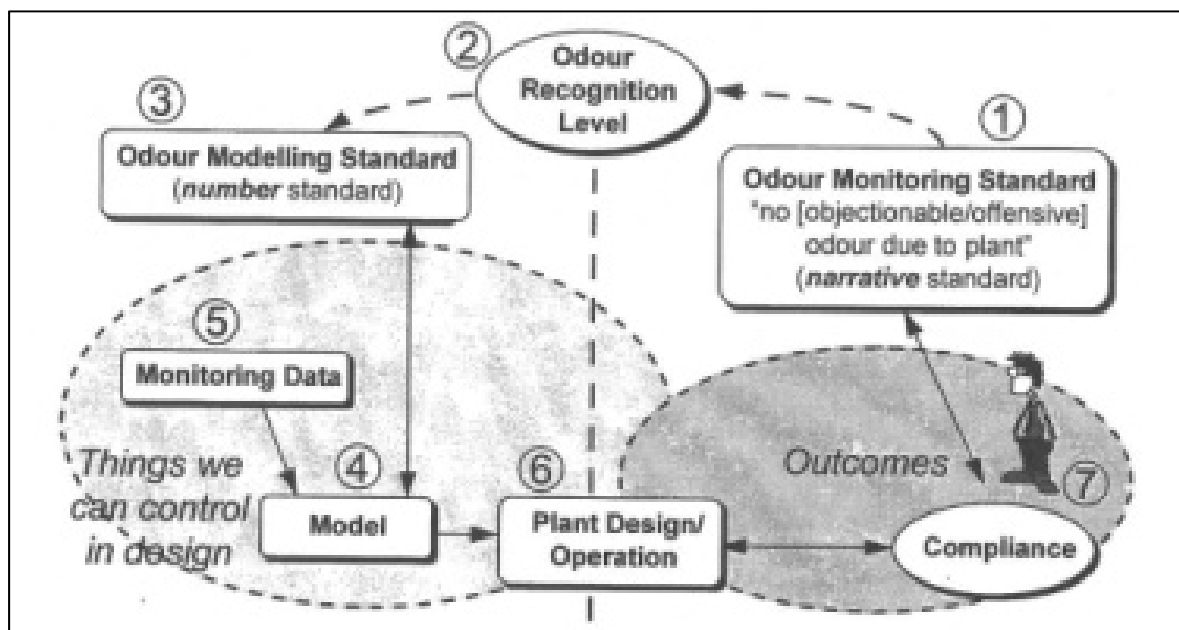 ②
Odour
Recognition
Level
③
Odour Modelling Standard
(number standard)
①
Odour Monitoring Standard
"no [objectionable/offensive]
odour due to plant"
(narrative standard)
⑤
Monitoring Data
Things we
can control
in design
④
Model
⑥
Plant Design/
Operation
Outcomes
⑦
Compliance